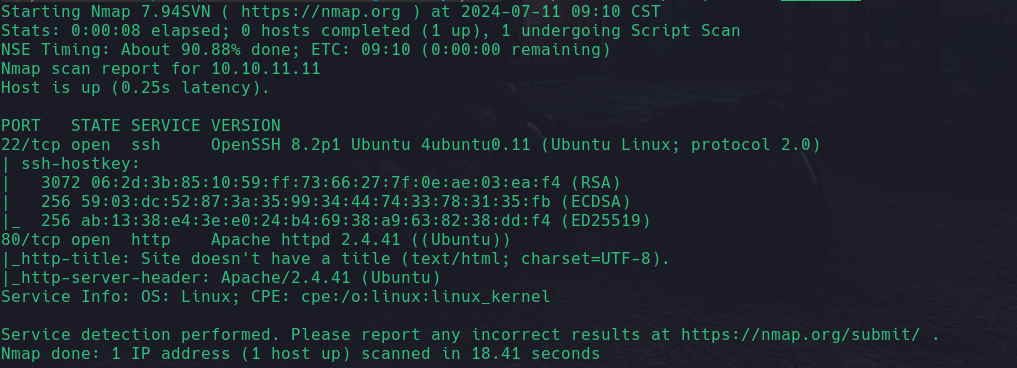 Starting Nmap 7.94SVN ( https://nmap.org ) at 2024-07-11 09:10 CST
Stats: 0:00:08 elapsed; 0 hosts completed (1 up), 1 undergoing Script Scan
NSE Timing: About 90.88% done; ETC: 09:10 (0:00:00 remaining)
Nmap scan report for 10.10.11.11
Host is up (0.25s latency).

PORT   STATE SERVICE VERSION
22/tcp open  ssh     OpenSSH 8.2p1 Ubuntu 4ubuntu0.11 (Ubuntu Linux; protocol 2.0)
| ssh-hostkey:
|   3072 06:2d:3b:85:10:59:ff:73:66:27:7f:0e:ae:03:ea:f4 (RSA)
|   256 59:03:dc:52:87:3a:35:99:34:44:74:33:78:31:35:fb (ECDSA)
|_  256 ab:13:38:e4:3e:e0:24:b4:69:38:a9:63:82:38:dd:f4 (ED25519)
80/tcp open  http    Apache httpd 2.4.41 ((Ubuntu))
|_http-title: Site doesn't have a title (text/html; charset=UTF-8).
|_http-server-header: Apache/2.4.41 (Ubuntu)
Service Info: OS: Linux; CPE: cpe:/o:linux:linux_kernel

Service detection performed. Please report any incorrect results at https://nmap.org/submit/ .
Nmap done: 1 IP address (1 host up) scanned in 18.41 seconds